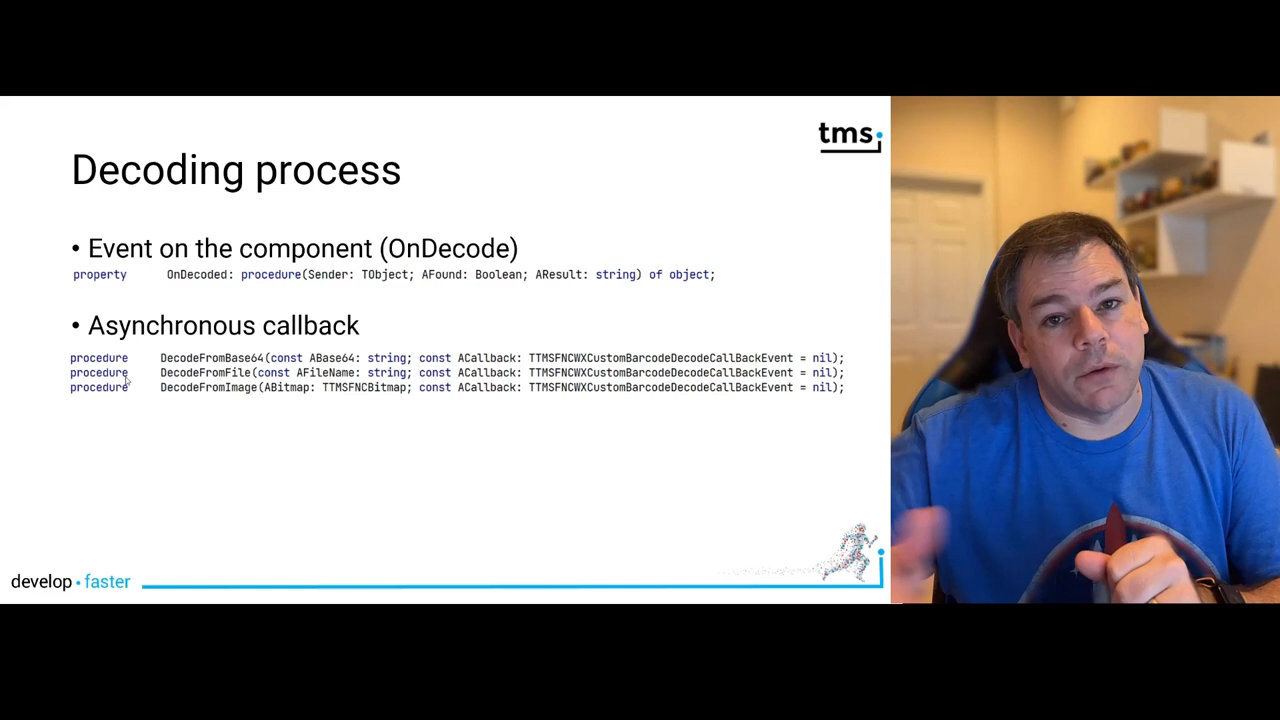 tms
Decoding process
• Event on the component (OnDecode)
property OnDecoded: procedure(Sender: TObject; AFound: Boolean; AResult: string) of object;
• Asynchronous callback
procedure DecodeFromBase64(const ABase64: string; const ACallback: TTMSFNCWXCustomBarcodeDecodeCallBackEvent = nil);
procedure DecodeFromFile(const AFileName: string; const ACallback: TTMSFNCWXCustomBarcodeDecodeCallBackEvent = nil);
procedure DecodeFromImage(ABitmap: TTMSFNCBitmap; const ACallback: TTMSFNCWXCustomBarcodeDecodeCallBackEvent = nil);
develop • faster